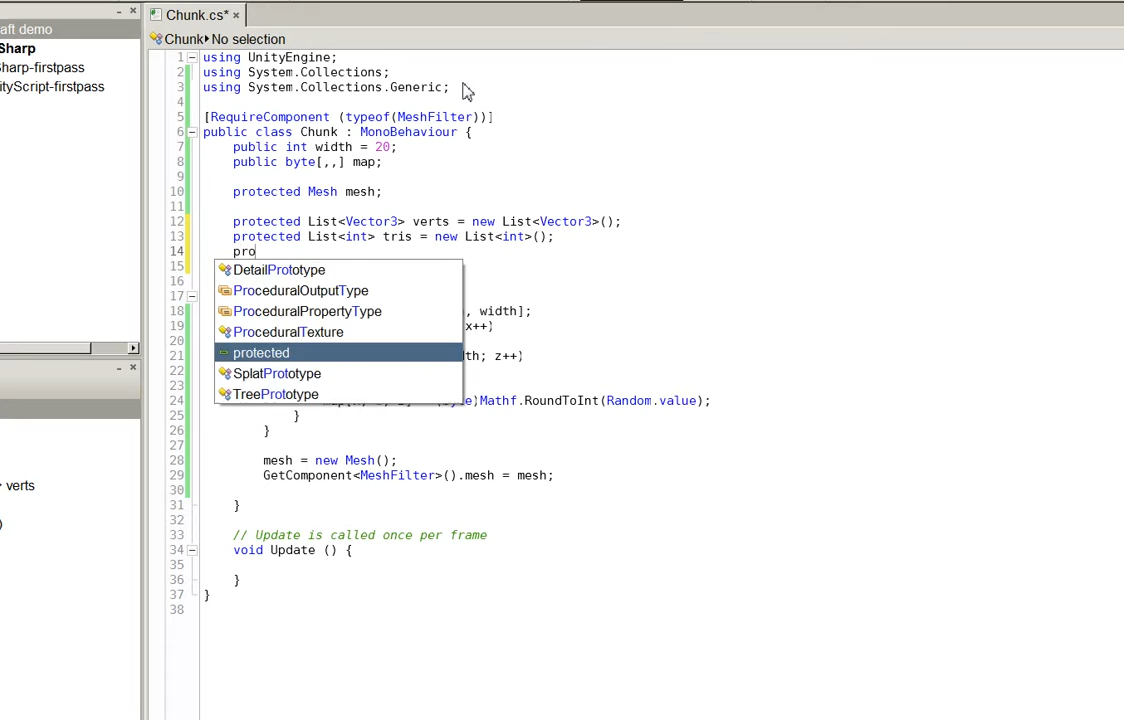 Chunk.cs*
aft demo
Chunk No selection
Sharp
Sharp-firstpass
ityScript-firstpass
1 using UnityEngine;
2 using System.Collections;
3 using System.Collections.Generic;
4
5 [RequireComponent (typeof(MeshFilter))]
6 public class Chunk : MonoBehaviour {
7 public int width = 20;
8 public byte[,,] map;
9
10 protected Mesh mesh;
11
12 protected List<Vector3> verts = new List<Vector3>();
13 protected List<int> tris = new List<int>();
14 pro
15
DetailPrototype
16
ProceduralOutputType
17
18 ProceduralPropertyType , width];
19 x++)
20 ProceduralTexture
21 protected th; z++)
22
23 SplatPrototype
24 TreePrototype )Mathf.RoundToInt(Random.value);
25 }
26 }
27
28 mesh = new Mesh();
29 GetComponent<MeshFilter>().mesh = mesh;
> verts
30
31 }
32
)
33 // Update is called once per frame
34 void Update () {
35
36 }
37 }
38